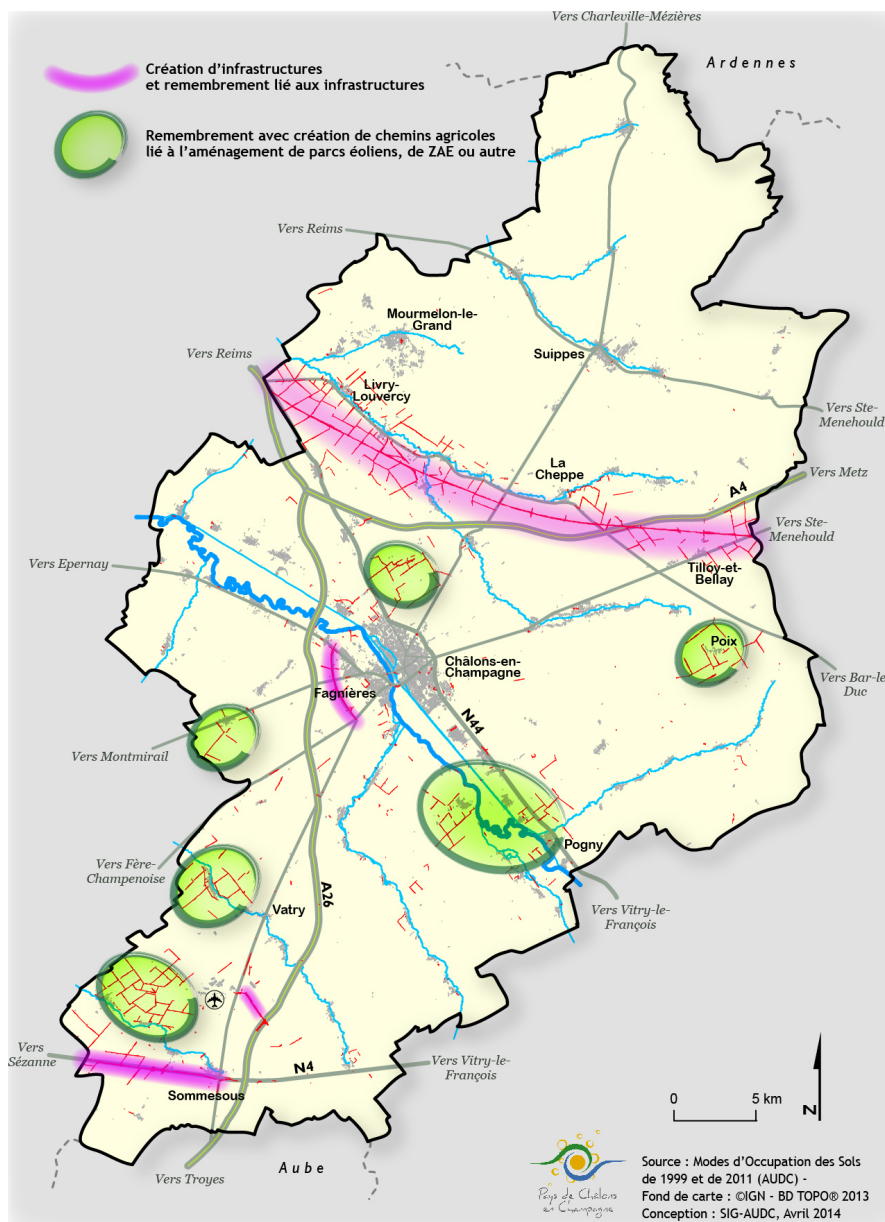 Vers Charleville-Mézières
Ardennes
Création d'infrastructures
et remembrement lié aux infrastructures
Remembrement avec création de chemins agricoles
lié à l'aménagement de parcs éoliens, de ZAE ou autre
Vers Reims
Mourmelon-le-
Grand
Suippes
Vers Reims
Livry-
Louvercy
Vers Ste-
Menehould
La
Cheppe
Vers Metz
A4
Vers Ste-
Menehould
Vers Epernay
Tilloy-et-
Bellay
Poix
Châlons-en-
Champagne
Vers Bar-le
Duc
Fagnières
N44
Vers Montmirail
Pogny
Vers Fère-
Champenoise
A26
Vatry
Vers Vitry-le-
François
Vers
Sézanne
N4
Vers Vitry-le-
François
Sommesous
0 5 km
N
Aube
Vers Troyes
Pays de Châlons
en Champagne
Source : Modes d'Occupation des Sols
de 1999 et de 2011 (AUDC) -
Fond de carte : ©IGN - BD TOPO® 2013
Conception : SIG-AUDC, Avril 2014